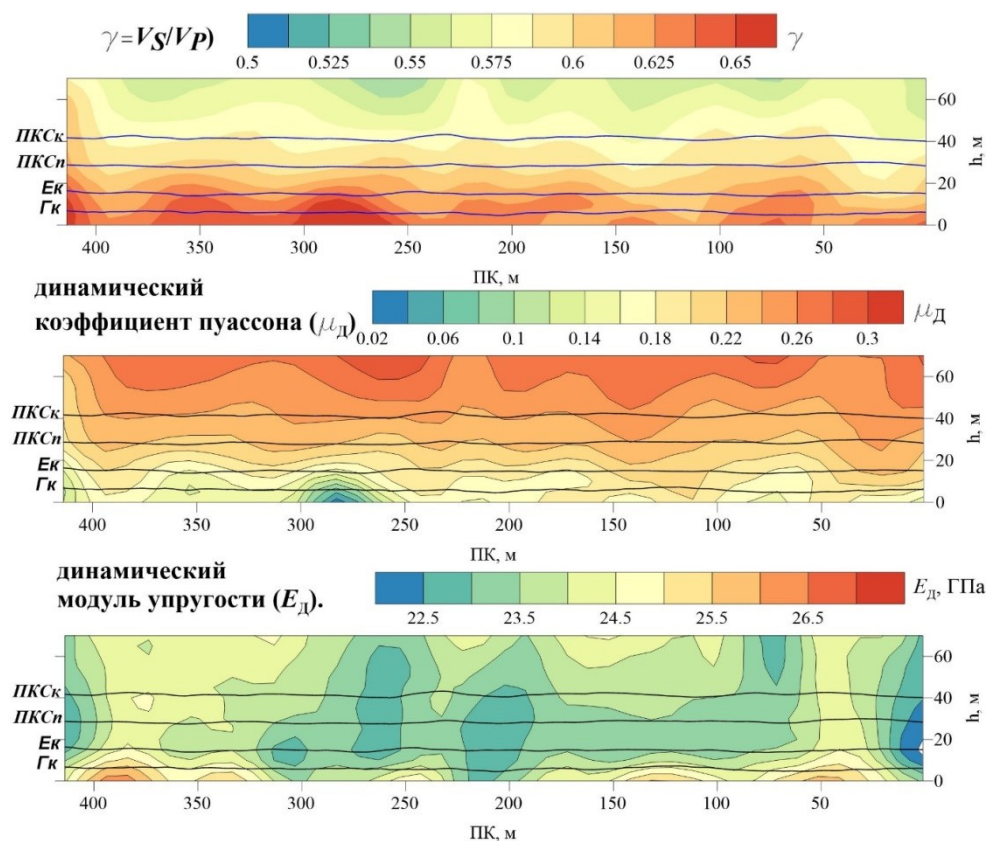 γ=VS/VP)
γ
0.5 0.525 0.55 0.575 0.6 0.625 0.65
ПКСк
ПКСп
Ек
Гк
60
40
20
0
h, м
400 350 300 250 200 150 100 50
ПК, м
динамический
коэффициент пуассона (μД)
μД
0.02 0.06 0.1 0.14 0.18 0.22 0.26 0.3
ПКСк
ПКСп
Ек
Гк
60
40
20
0
h, м
400 350 300 250 200 150 100 50
ПК, м
динамический
модуль упругости (EД).
EД, ГПа
22.5 23.5 24.5 25.5 26.5
ПКСк
ПКСп
Ек
Гк
60
40
20
0
h, м
400 350 300 250 200 150 100 50
ПК, м